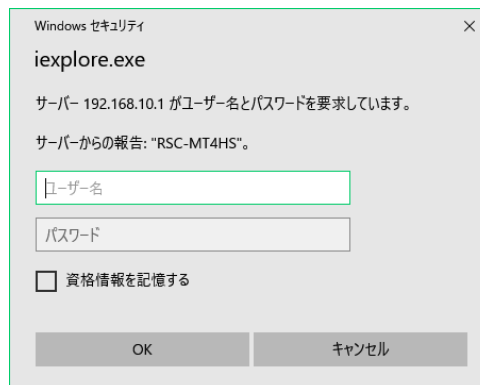 Windows セキュリティ
iexplore.exe
サーバー 192.168.10.1 がユーザー名とパスワードを要求しています。
サーバーからの報告: "RSC-MT4HS"。
ユーザー名
パスワード
資格情報を記憶する
OK
キャンセル